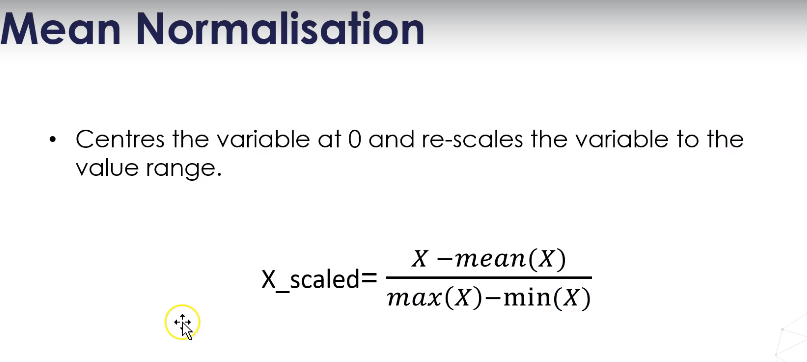 Mean Normalisation
• Centres the variable at 0 and re-scales the variable to the
value range.
X −mean(X)
X_scaled=
max(X)−min(X)